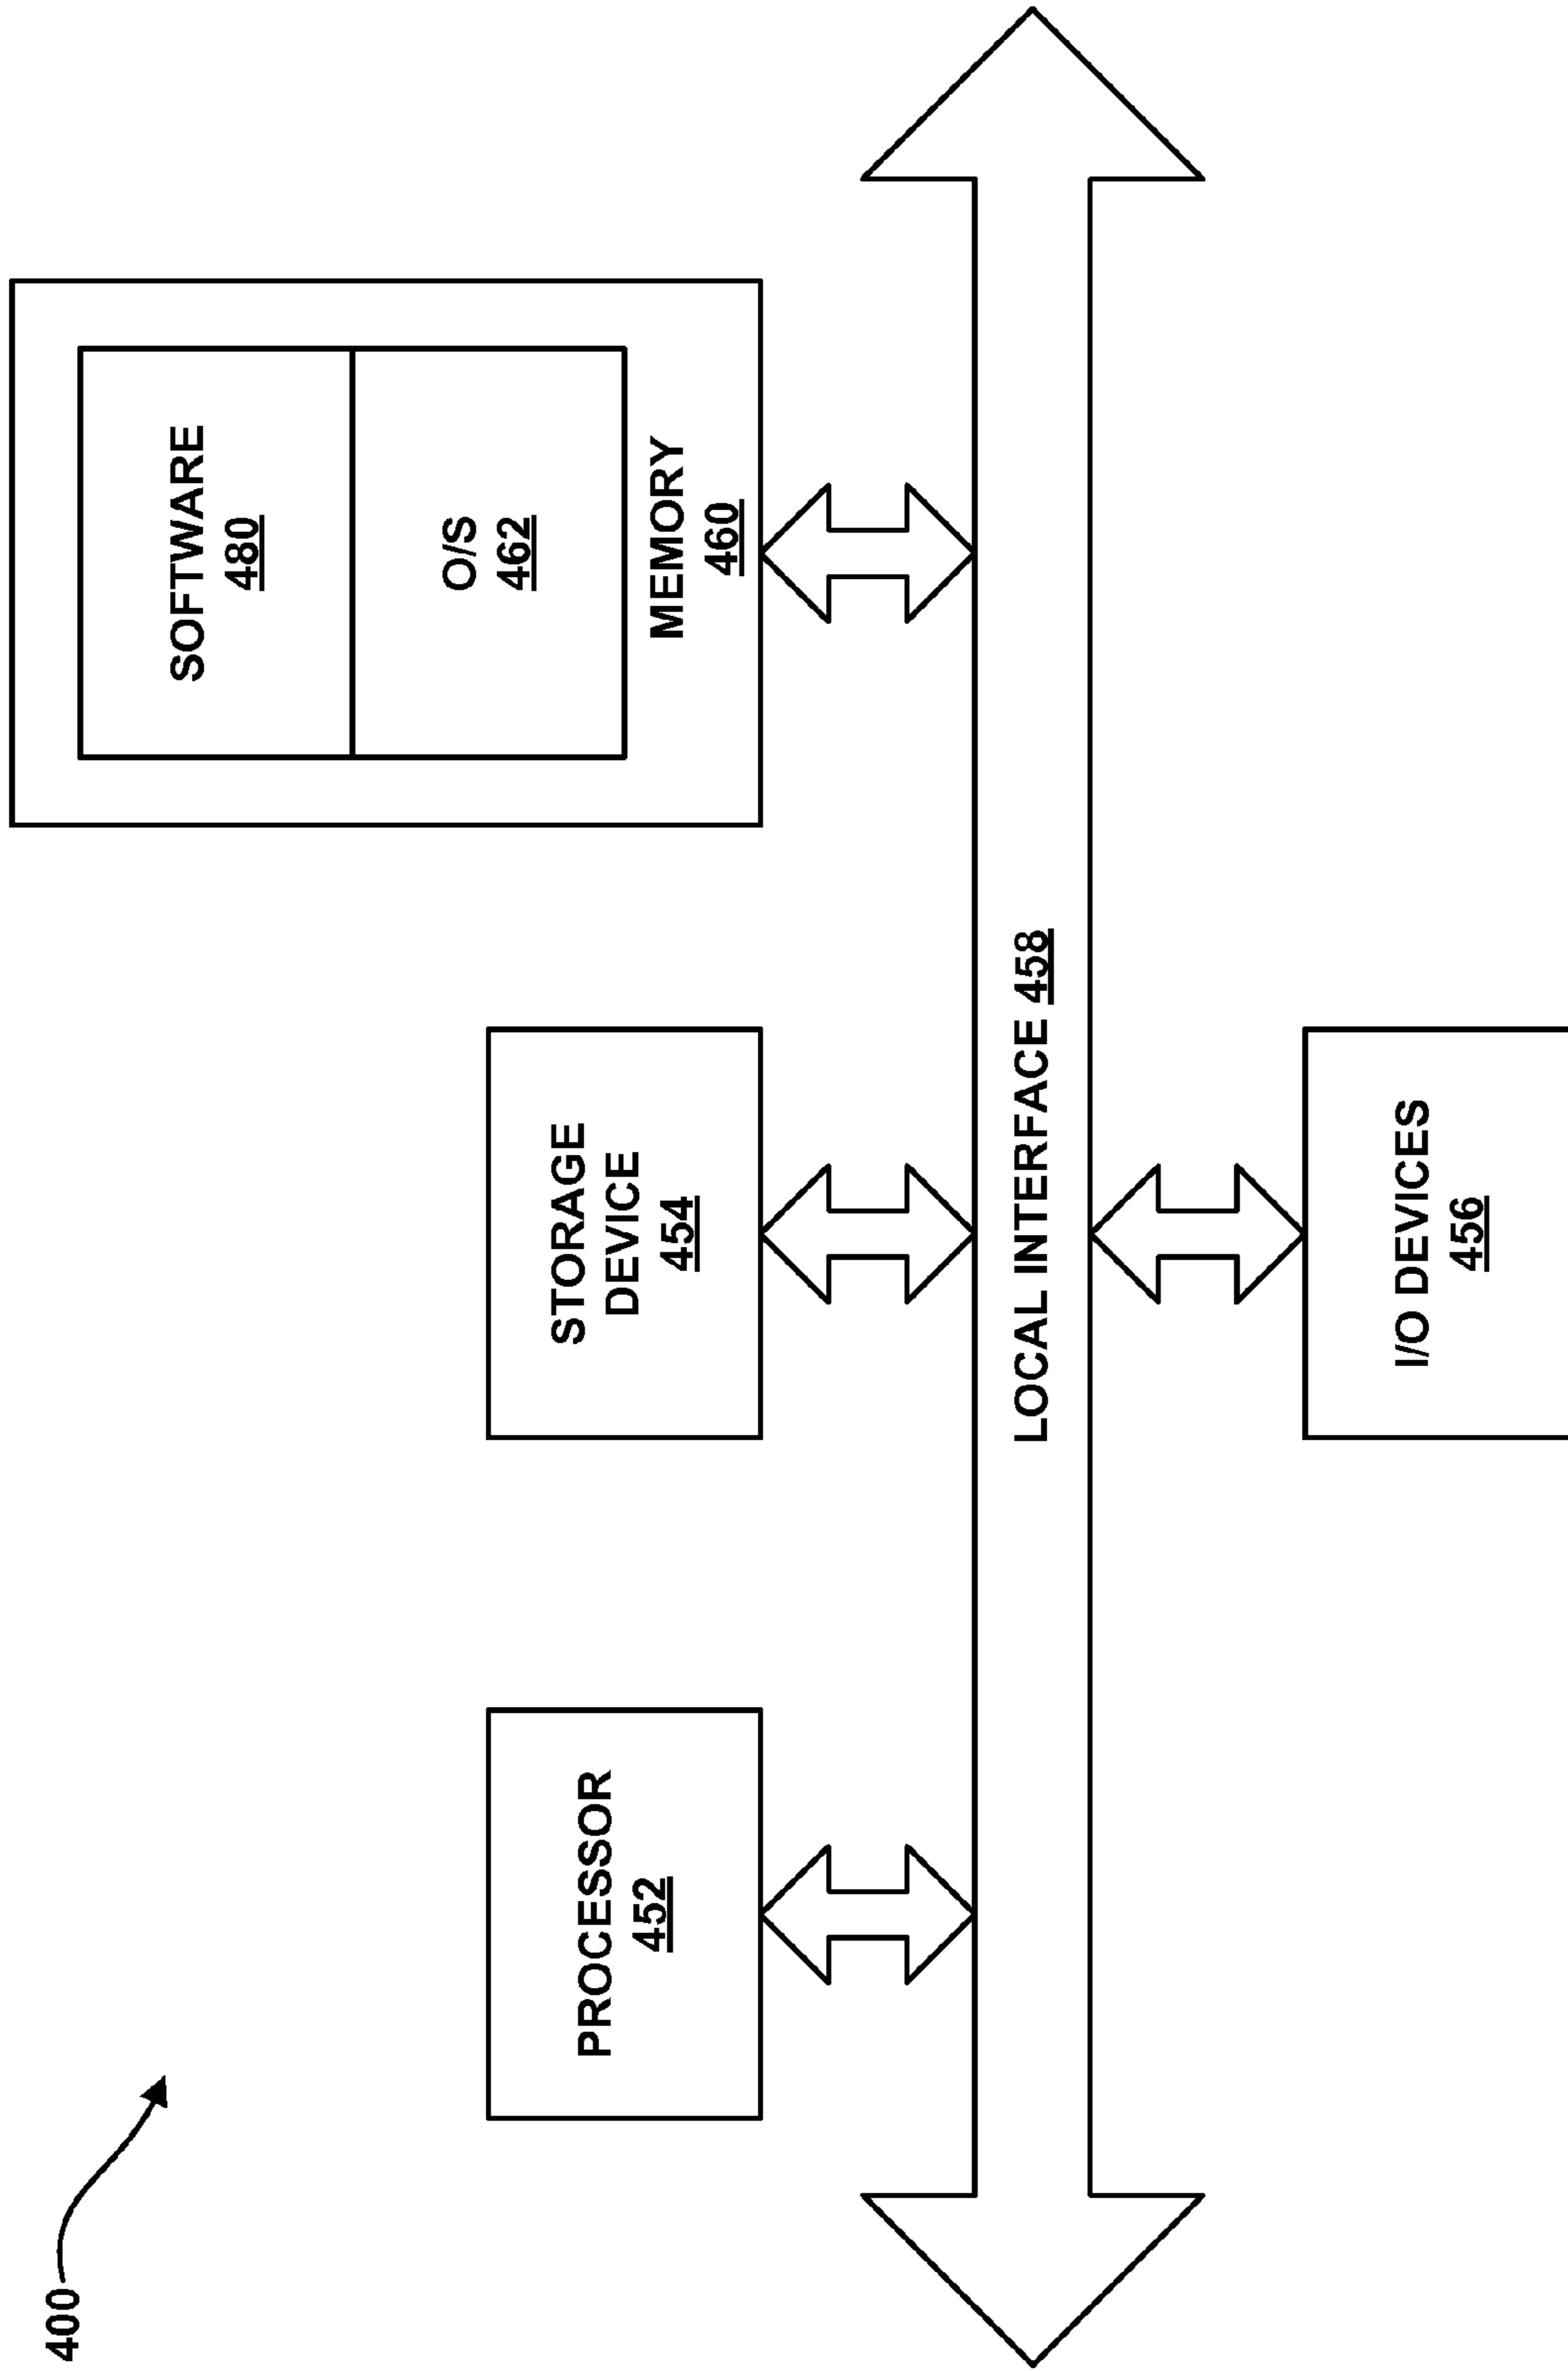 400
SOFTWARE
480
O/S
462
MEMORY
460
PROCESSOR
452
STORAGE
DEVICE
454
LOCAL INTERFACE 458
I/O DEVICES
456